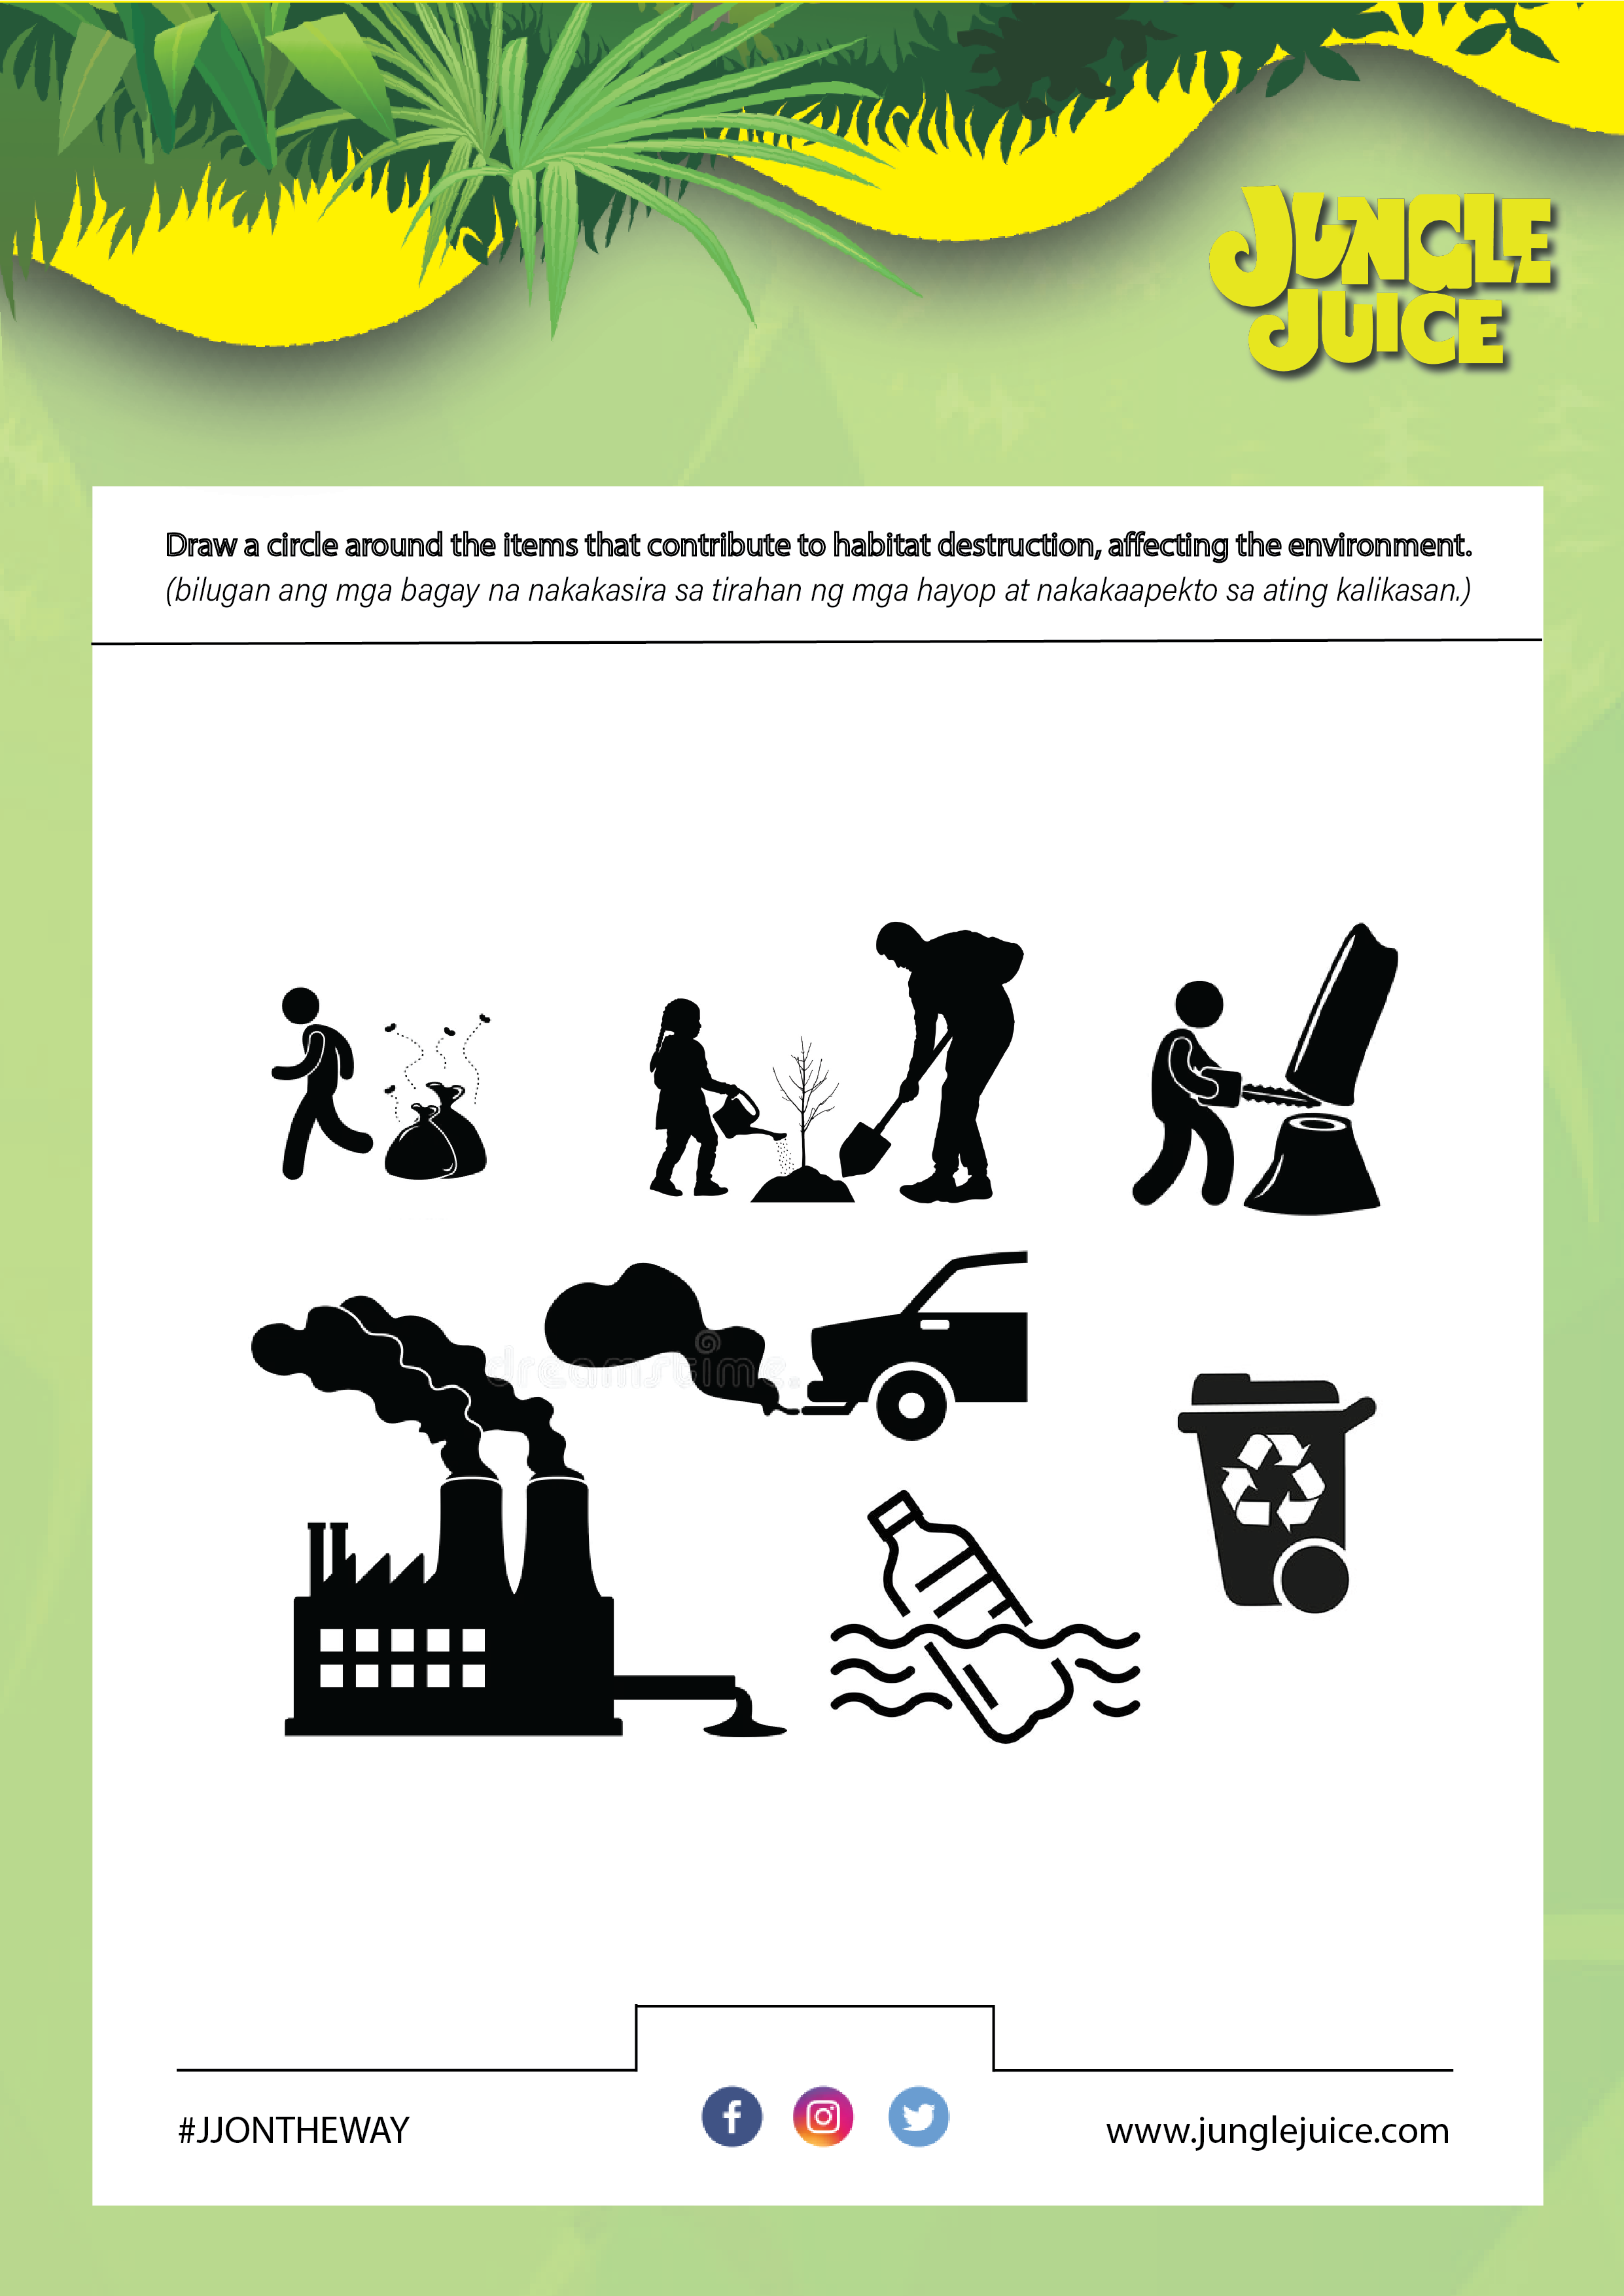 JUNGLE
JUICE
Draw a circle around the items that contribute to habitat destruction, affecting the environment.
(bilugan ang mga bagay na nakakasira sa tirahan ng mga hayop at nakakaapekto sa ating kalikasan.)
dreamstime.
#JJONTHEWAY
www.junglejuice.com